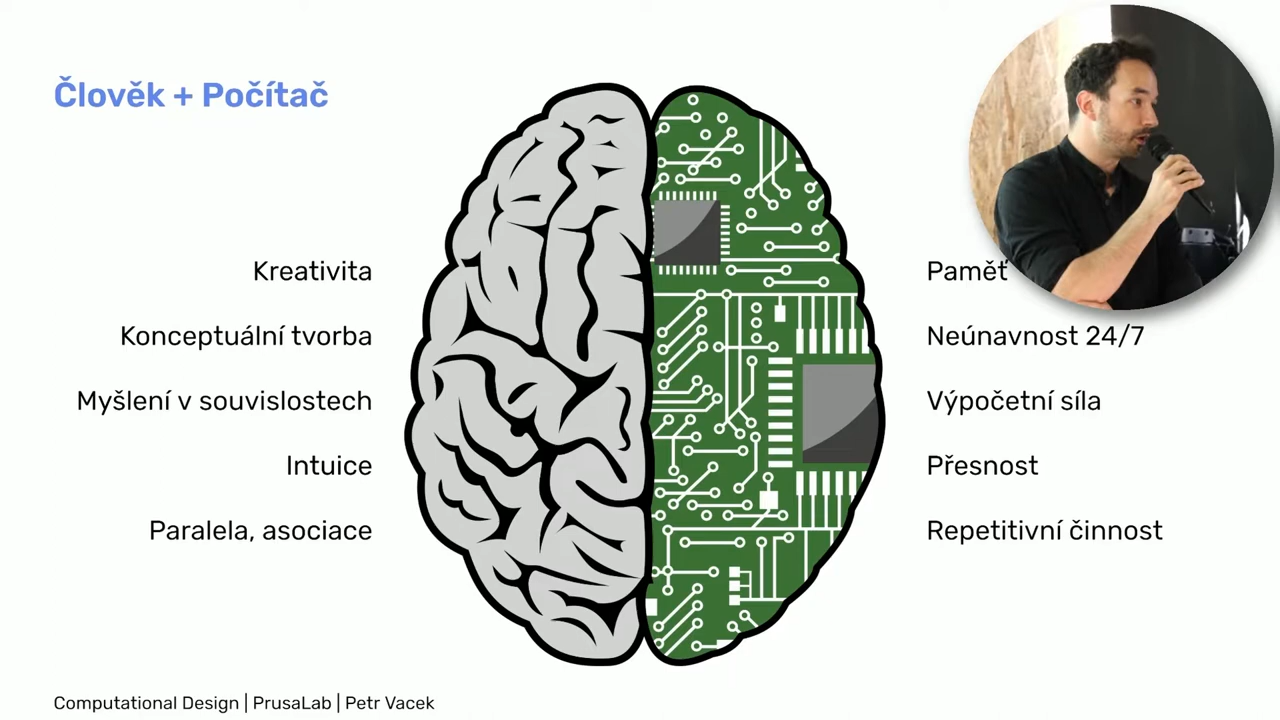 Člověk + Počítač
Kreativita
Konceptuální tvorba
Myšlení v souvislostech
Intuice
Paralela, asociace
Paměť
Neúnavnost 24/7
Výpočetní síla
Přesnost
Repetitivní činnost
Computational Design | PrusaLab | Petr Vacek